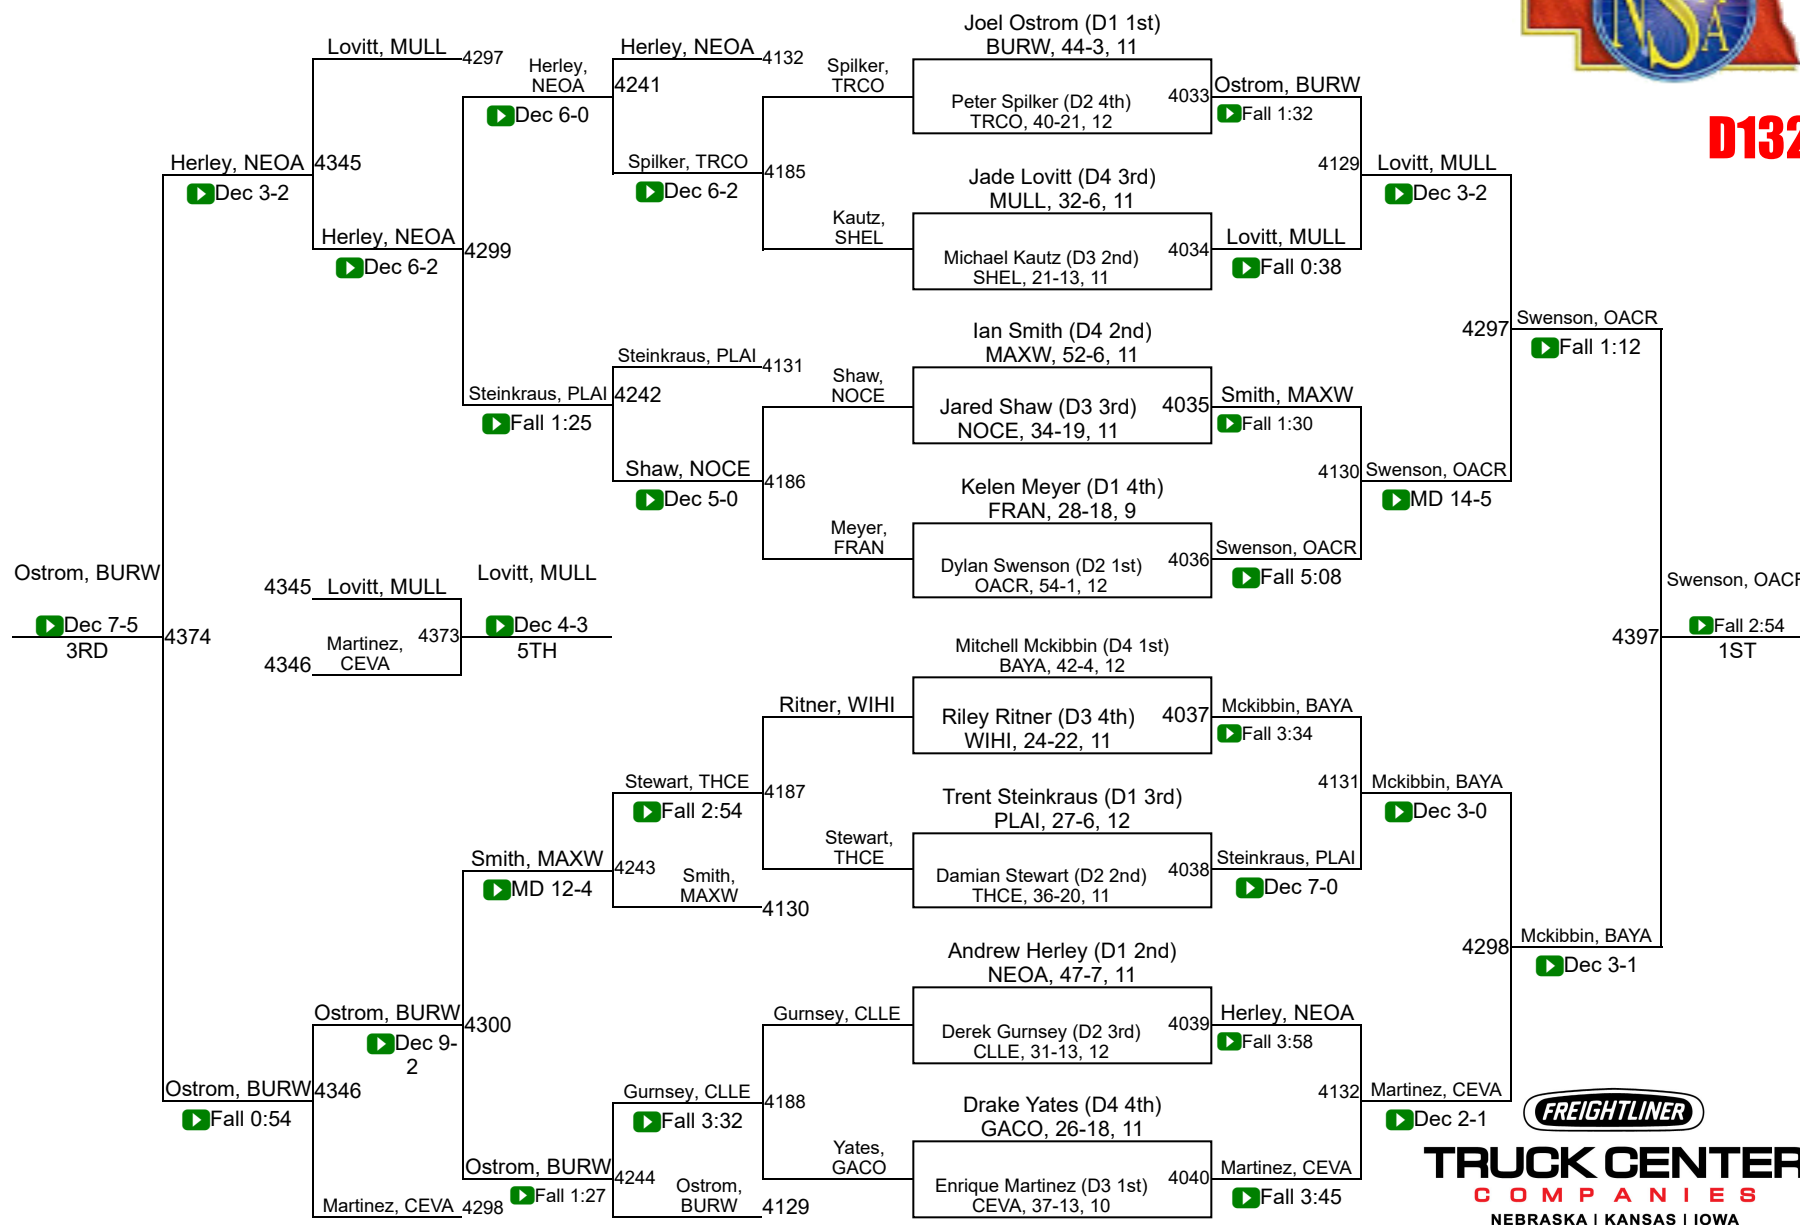 Joel Ostrom (D1 1st)
BURW, 44-3, 11
Peter Spilker (D2 4th)
TRCO, 40-21, 12
4033
Jade Lovitt (D4 3rd)
MULL, 32-6, 11
Michael Kautz (D3 2nd)
SHEL, 21-13, 11
4034
Ian Smith (D4 2nd)
MAXW, 52-6, 11
Jared Shaw (D3 3rd)
NOCE, 34-19, 11
4035
Kelen Meyer (D1 4th)
FRAN, 28-18, 9
Dylan Swenson (D2 1st)
OACR, 54-1, 12
4036
Mitchell Mckibbin (D4 1st)
BAYA, 42-4, 12
Riley Ritner (D3 4th)
WIHI, 24-22, 11
4037
Trent Steinkraus (D1 3rd)
PLAI, 27-6, 12
Damian Stewart (D2 2nd)
THCE, 36-20, 11
4038
Andrew Herley (D1 2nd)
NEOA, 47-7, 11
Derek Gurnsey (D2 3rd)
CLLE, 31-13, 12
4039
Drake Yates (D4 4th)
GACO, 26-18, 11
Enrique Martinez (D3 1st)
CEVA, 37-13, 10
4040
Ostrom, BURW
Fall 1:32
4129
Lovitt, MULL
Fall 0:38
Smith, MAXW
Fall 1:30
4130
Swenson, OACR
Fall 5:08
Mckibbin, BAYA
Fall 3:34
4131
Steinkraus, PLAI
Dec 7-0
Herley, NEOA
Fall 3:58
4132
Martinez, CEVA
Fall 3:45
Lovitt, MULL
Dec 3-2
4297
Swenson, OACR
MD 14-5
Mckibbin, BAYA
Dec 3-0
4298
Martinez, CEVA
Dec 2-1
Swenson, OACR
Fall 1:12
4397
Mckibbin, BAYA
Dec 3-1
Swenson, OACR
Fall 2:54
1ST
Spilker,
TRCO
4185
Kautz,
SHEL
Shaw,
NOCE
4186
Meyer,
FRAN
Ritner, WIHI
4187
Stewart,
THCE
Gurnsey, CLLE
4188
Yates,
GACO
Herley, NEOA
4132
4241
Spilker, TRCO
Dec 6-2
Steinkraus, PLAI
4131
4242
Shaw, NOCE
Dec 5-0
Stewart, THCE
Fall 2:54
4243
Smith,
MAXW
4130
Gurnsey, CLLE
Fall 3:32
4244
Ostrom,
BURW
4129
Herley,
NEOA
Dec 6-0
4299
Steinkraus, PLAI
Fall 1:25
Smith, MAXW
MD 12-4
4300
Ostrom, BURW
Fall 1:27
Lovitt, MULL
4297
4345
Herley, NEOA
Dec 6-2
Ostrom, BURW
Dec 9-
2
4346
Martinez, CEVA
4298
Herley, NEOA
Dec 3-2
4374
Ostrom, BURW
Fall 0:54
Ostrom, BURW
Dec 7-5
3RD
4345
Lovitt, MULL
4373
4346
Martinez,
CEVA
Lovitt, MULL
Dec 4-3
5TH
NSA
D132
FREIGHTLINER
TRUCK CENTER
COMPANIES
NEBRASKA | KANSAS | IOWA